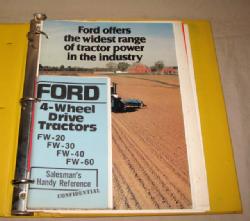 Ford offers
the widest range
of tractor power
in the industry
FORD
4-Wheel
Drive
Tractors
FW-20
FW-30
FW-40
FW-60
Salesman's
Handy Reference
CONFIDENTIAL